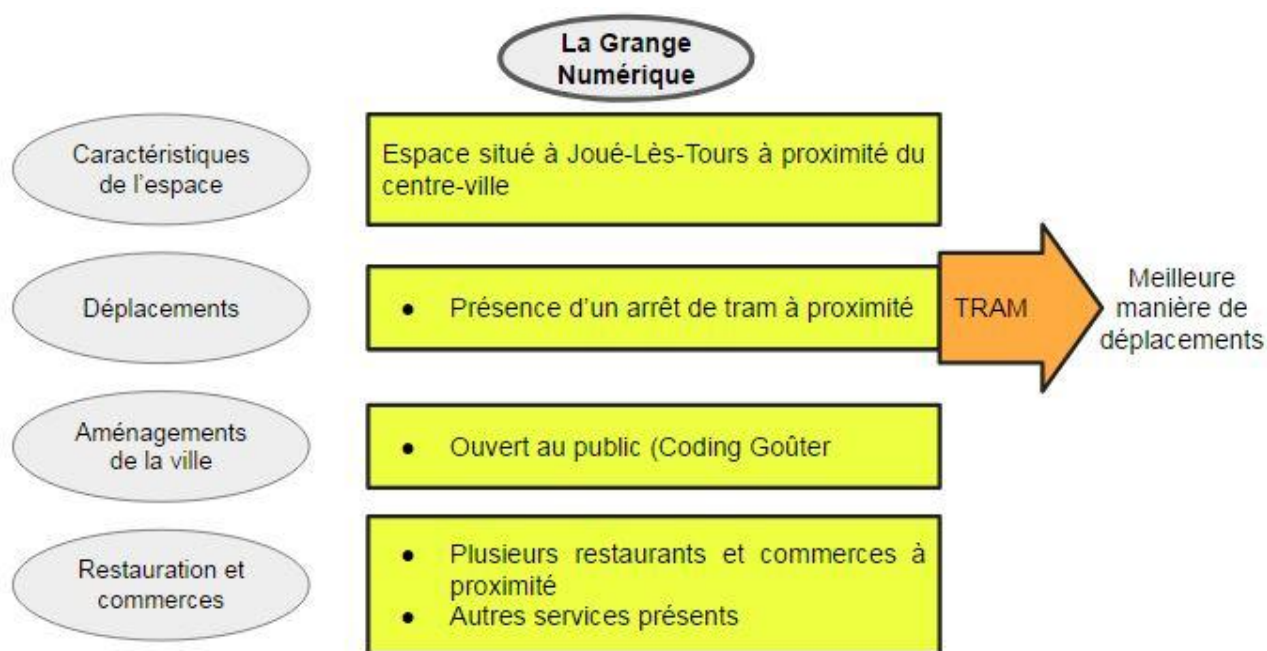 La Grange
Numérique
Caractéristiques
de l'espace
Espace situé à Joué-Lès-Tours à proximité du
centre-ville
Déplacements
● Présence d'un arrêt de tram à proximité
TRAM
Meilleure
manière de
déplacements
Aménagements
de la ville
● Ouvert au public (Coding Goûter
Restauration et
commerces
● Plusieurs restaurants et commerces à
proximité
● Autres services présents